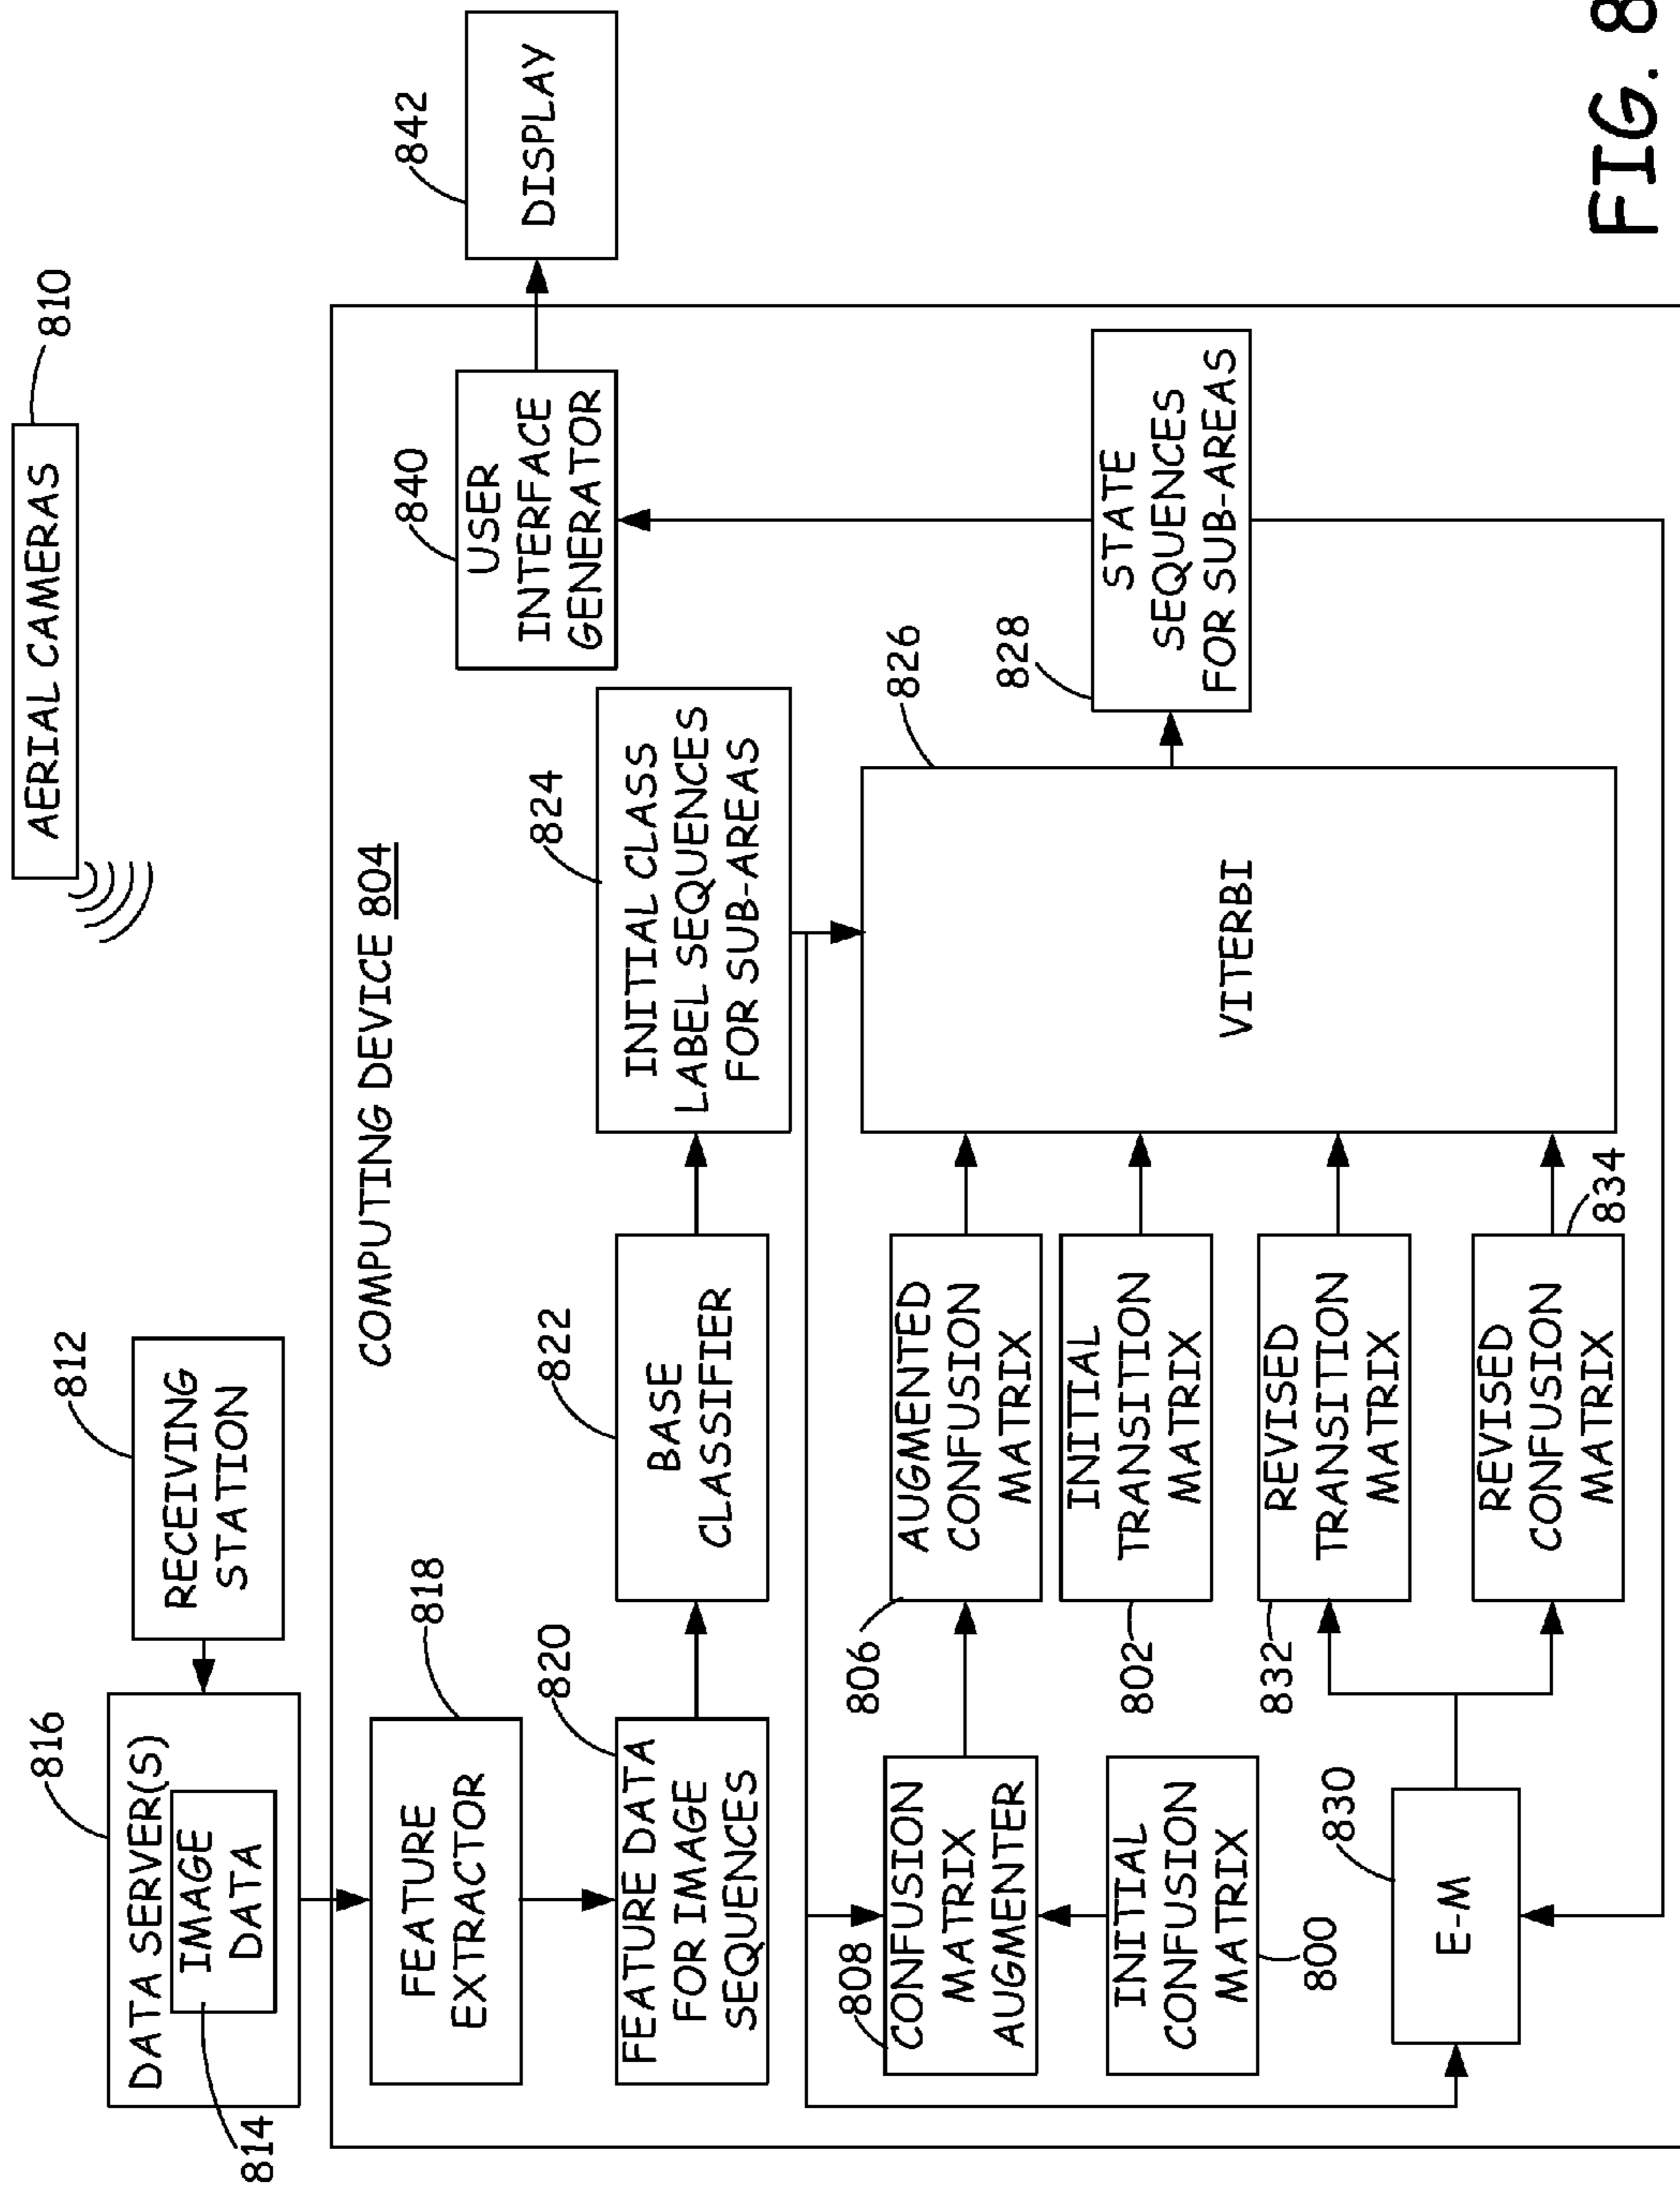 816
DATA SERVER(S)
IMAGE
DATA
814
812
RECEIVING
STATION
AERIAL CAMERAS
810
COMPUTING DEVICE 804
FEATURE
EXTRACTOR
818
820
FEATURE DATA
FOR IMAGE
SEQUENCES
822
BASE
CLASSIFIER
824
INITIAL CLASS
LABEL SEQUENCES
FOR SUB-AREAS
840
USER
INTERFACE
GENERATOR
842
DISPLAY
808
CONFUSION
MATRIX
AUGMENTER
INITIAL
CONFUSION
MATRIX
800
830
E-M
806
AUGMENTED
CONFUSION
MATRIX
802
INITIAL
TRANSITION
MATRIX
832
REVISED
TRANSITION
MATRIX
REVISED
CONFUSION
MATRIX
834
826
VITERBI
828
STATE
SEQUENCES
FOR SUB-AREAS
FIG. 8